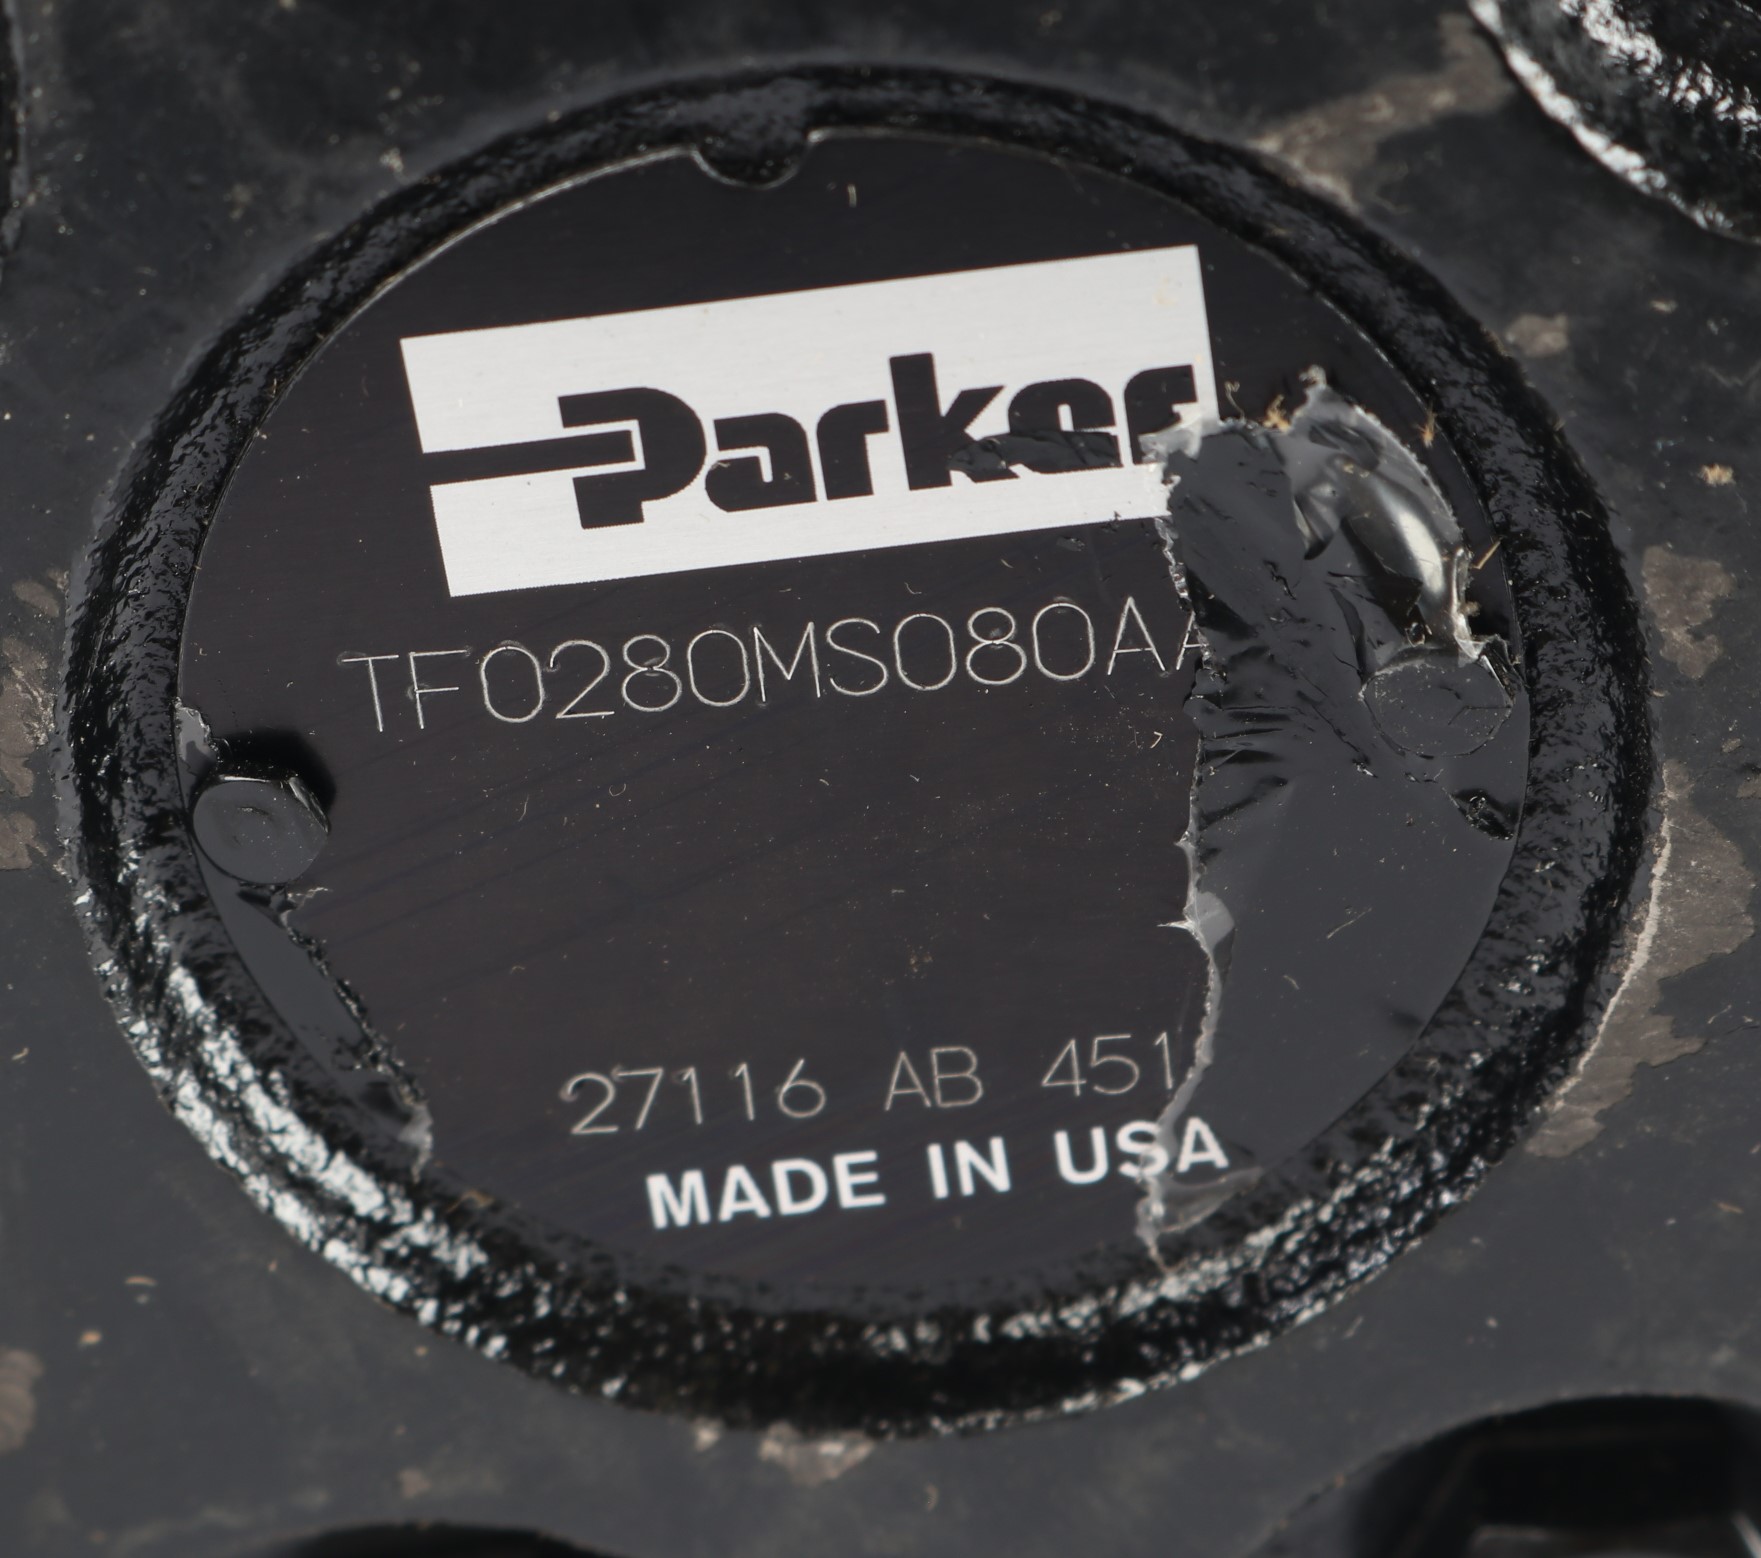 Parker
TF0280MS080AA
27116 AB 451
MADE IN USA